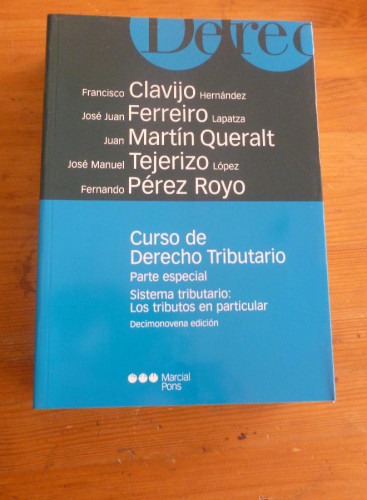 Derec
Francisco Clavijo Hernández
José Juan Ferreiro Lapatza
Juan Martín Queralt
José Manuel Tejerizo López
Fernando Pérez Royo
Curso de
Derecho Tributario
Parte especial
Sistema tributario:
Los tributos en particular
Decimonovena edición
Marcial
Pons